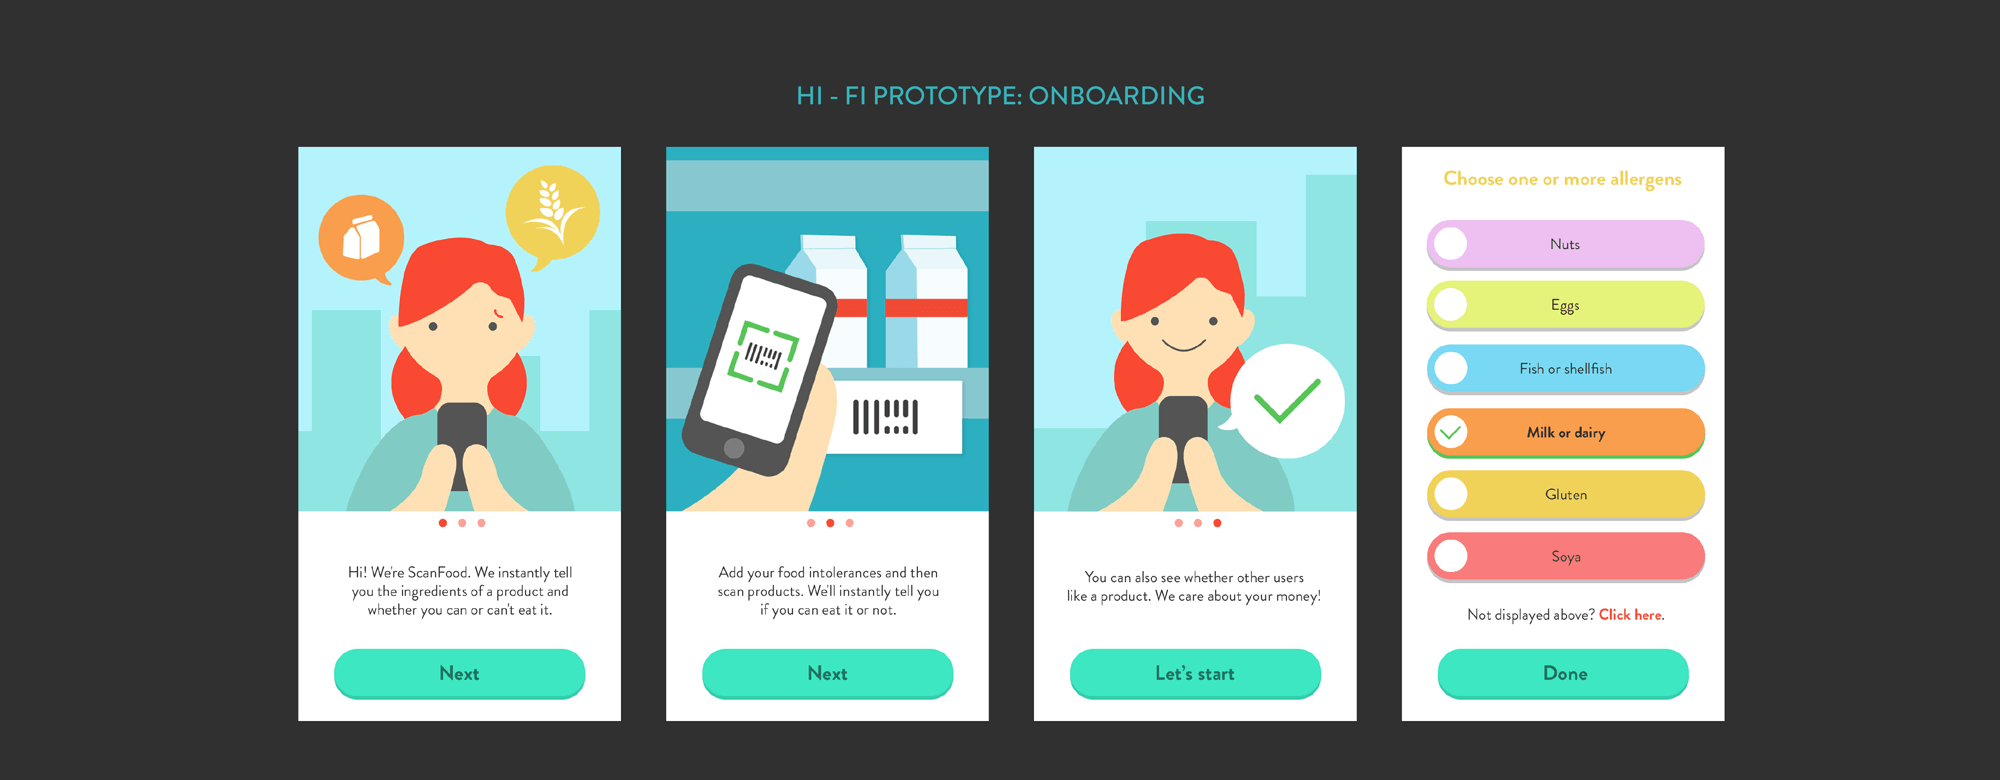 HI - FI PROTOTYPE: ONBOARDING
Hi! We're ScanFood. We instantly tell
you the ingredients of a product and
whether you can or can't eat it.
Next
Add your food intolerances and then
scan products. We'll instantly tell you
if you can eat it or not.
Next
You can also see whether other users
like a product. We care about your money!
Let's start
Choose one or more allergens
Nuts
Eggs
Fish or shellfish
Milk or dairy
Gluten
Soya
Not displayed above? Click here.
Done